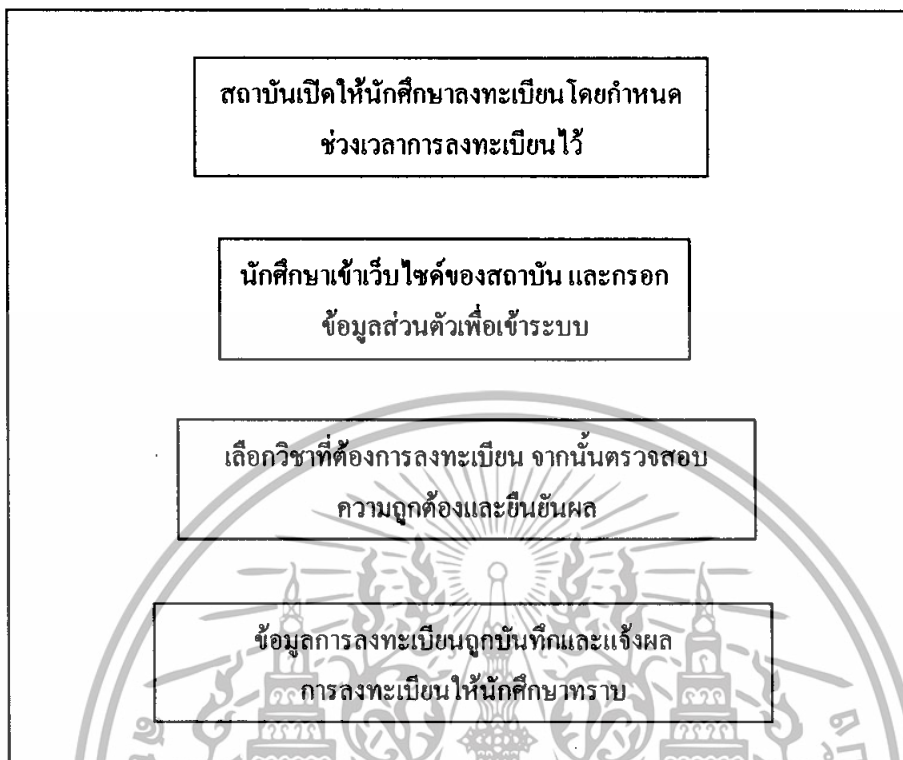 สถาบันเปิดให้นักศึกษาลงทะเบียนโดยกำหนด
ช่วงเวลาการลงทะเบียนไว้
นักศึกษาเข้าเว็บไซต์ของสถาบัน และกรอก
ข้อมูลส่วนตัวเพื่อเข้าระบบ
เลือกวิชาที่ต้องการลงทะเบียน จากนั้นตรวจสอบ
ความถูกต้องและยืนยันผล
ข้อมูลการลงทะเบียนถูกบันทึกและแจ้งผล
การลงทะเบียนให้นักศึกษาทราบ